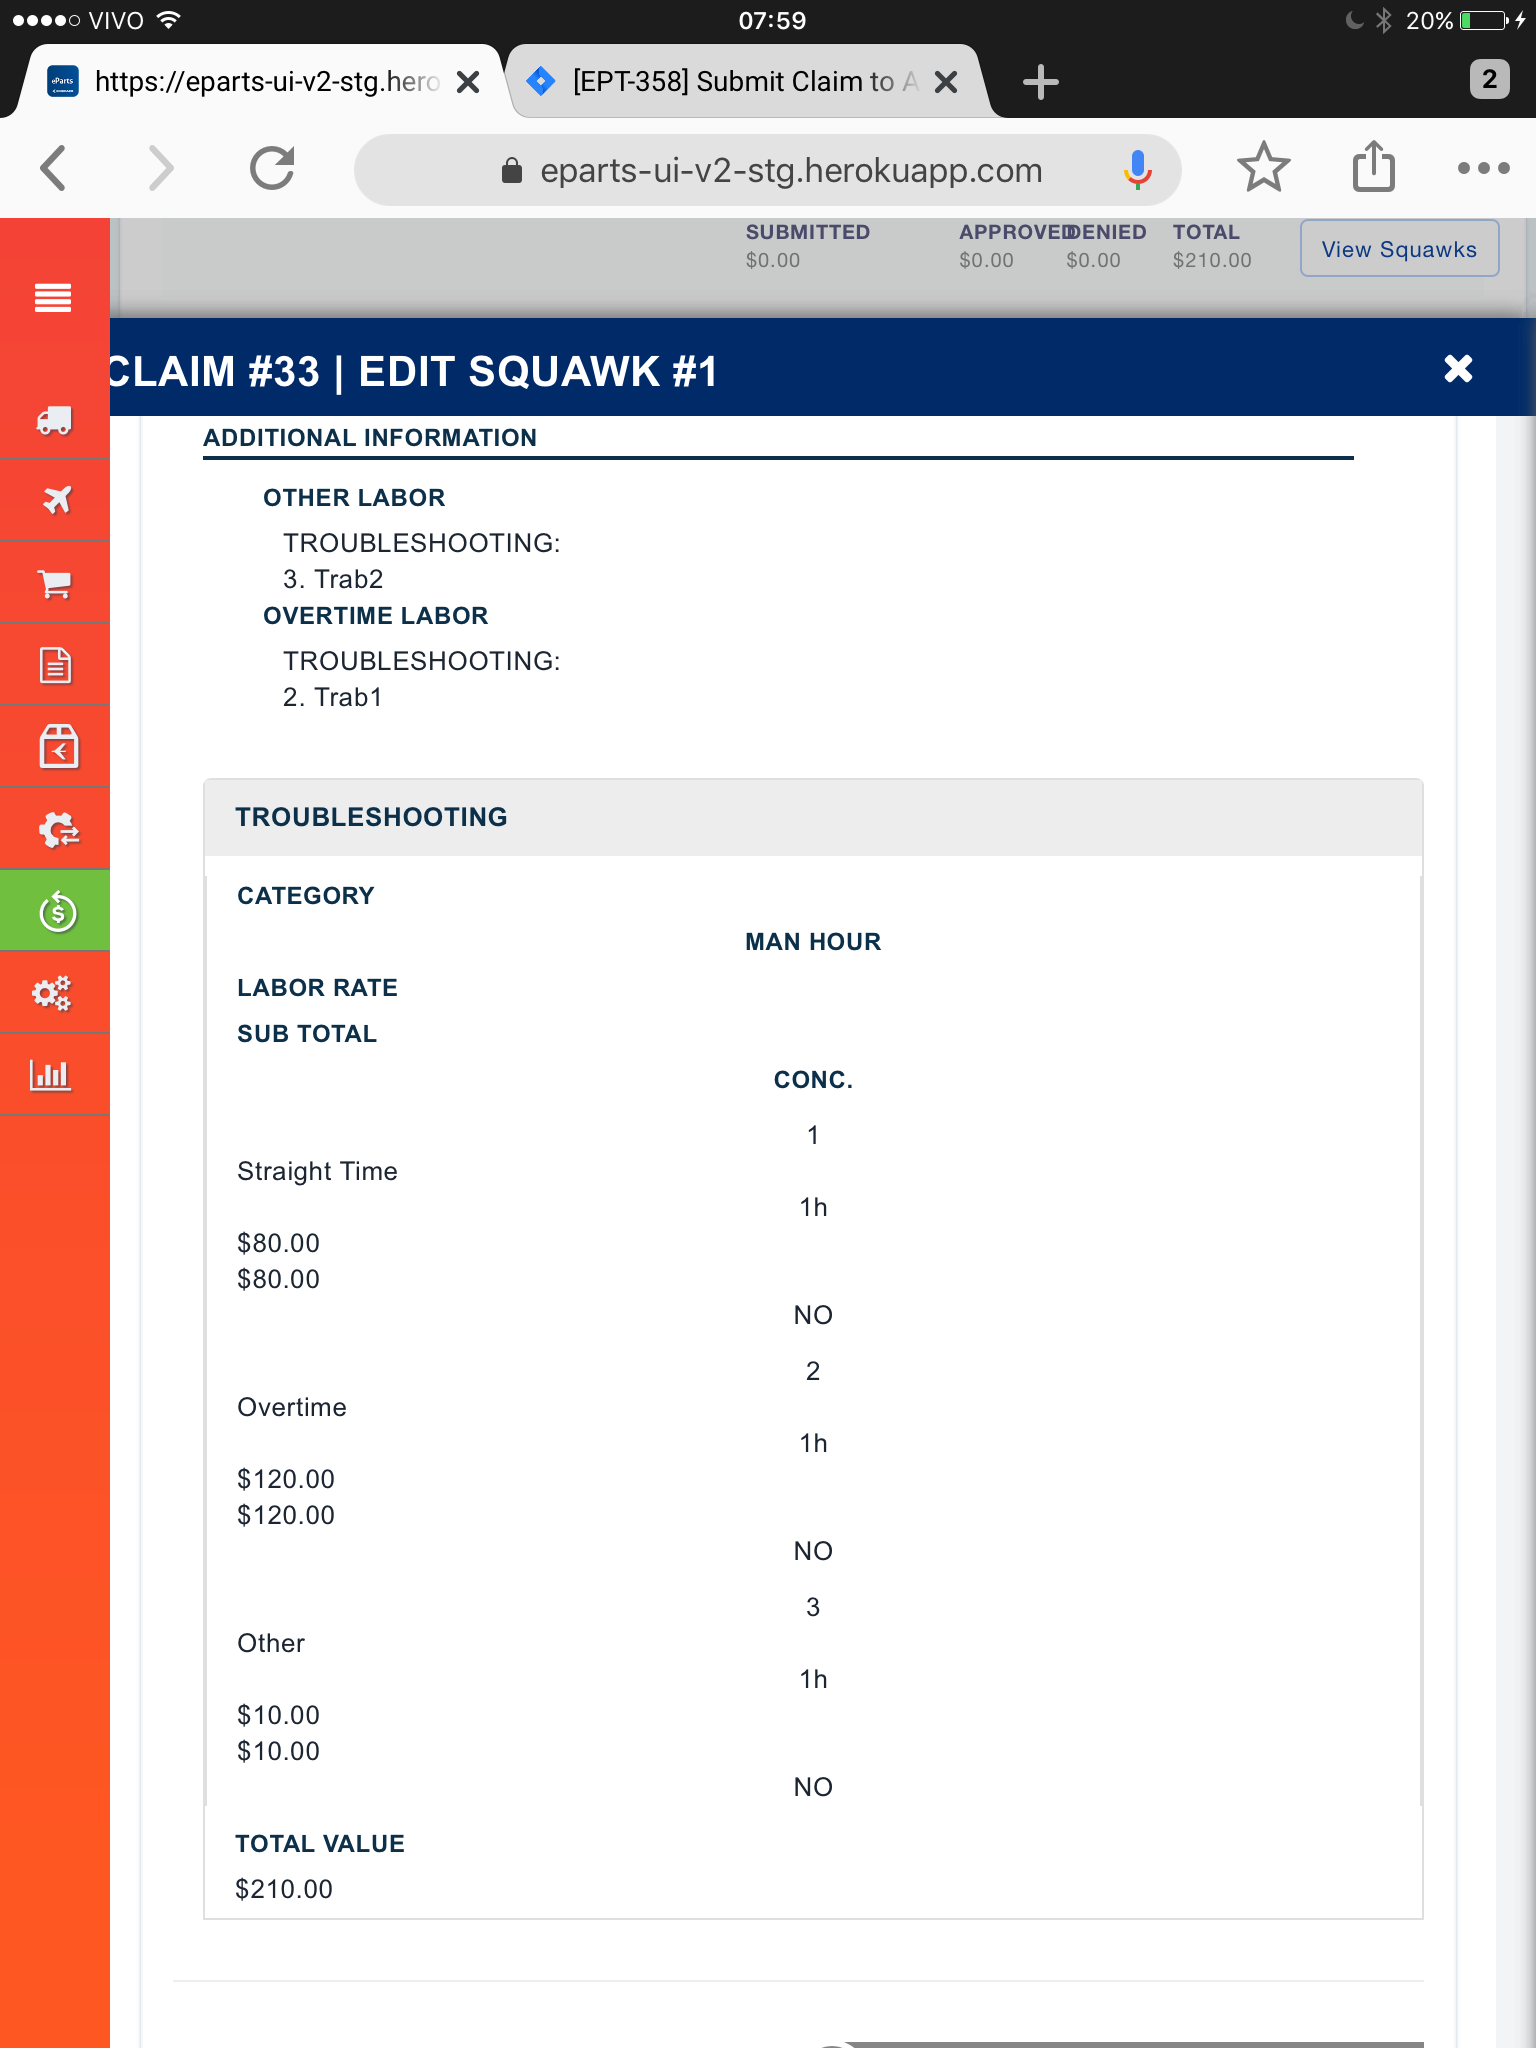 VIVO
07:59
20%
eParts
https://eparts-ui-v2-stg.hero
[EPT-358] Submit Claim to A
2
eparts-ui-v2-stg.herokuapp.com
SUBMITTED APPROVED DENIED TOTAL
$0.00 $0.00 $0.00 $210.00
View Squawks
CLAIM #33 | EDIT SQUAWK #1
ADDITIONAL INFORMATION
OTHER LABOR
TROUBLESHOOTING:
3. Trab2
OVERTIME LABOR
TROUBLESHOOTING:
2. Trab1
TROUBLESHOOTING
CATEGORY
MAN HOUR
LABOR RATE
SUB TOTAL
CONC.
1
Straight Time
1h
$80.00
$80.00
NO
2
Overtime
1h
$120.00
$120.00
NO
3
Other
1h
$10.00
$10.00
NO
TOTAL VALUE
$210.00